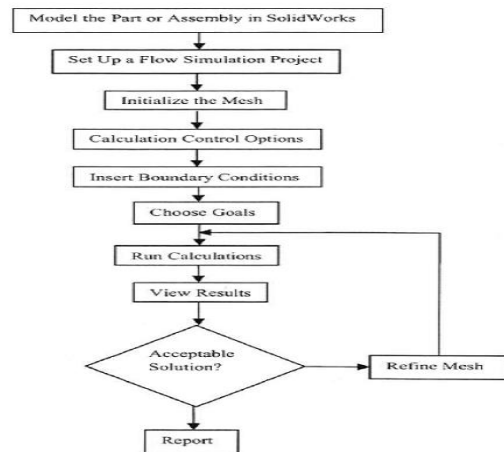 Model the Part or Assembly in SolidWorks
Set Up a Flow Simulation Project
Initialize the Mesh
Calculation Control Options
Insert Boundary Conditions
Choose Goals
Run Calculations
View Results
Acceptable
Solution?
Refine Mesh
Report